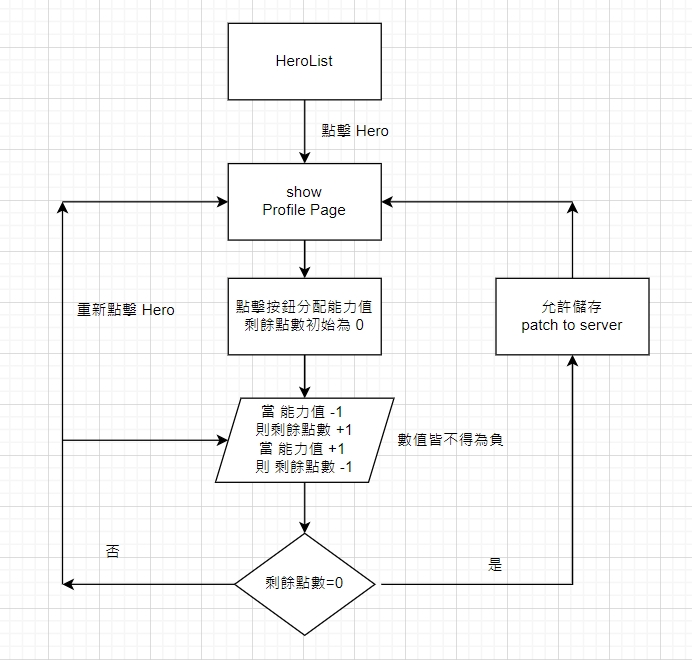 HeroList
點擊 Hero
show
Profile Page
重新點擊 Hero
點擊按鈕分配能力值
剩餘點數初始為 0
允許儲存
patch to server
當 能力值 -1
則剩餘點數 +1
當 能力值 +1
則 剩餘點數 -1
數值皆不得為負
否
剩餘點數=0
是